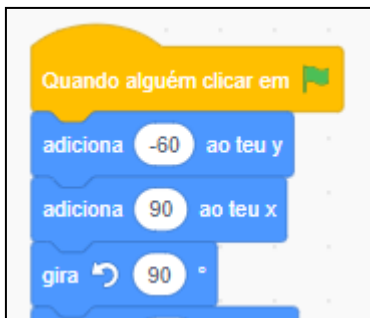 Quando alguém clicar em
adiciona -60 ao teu y
adiciona 90 ao teu x
gira 90 °